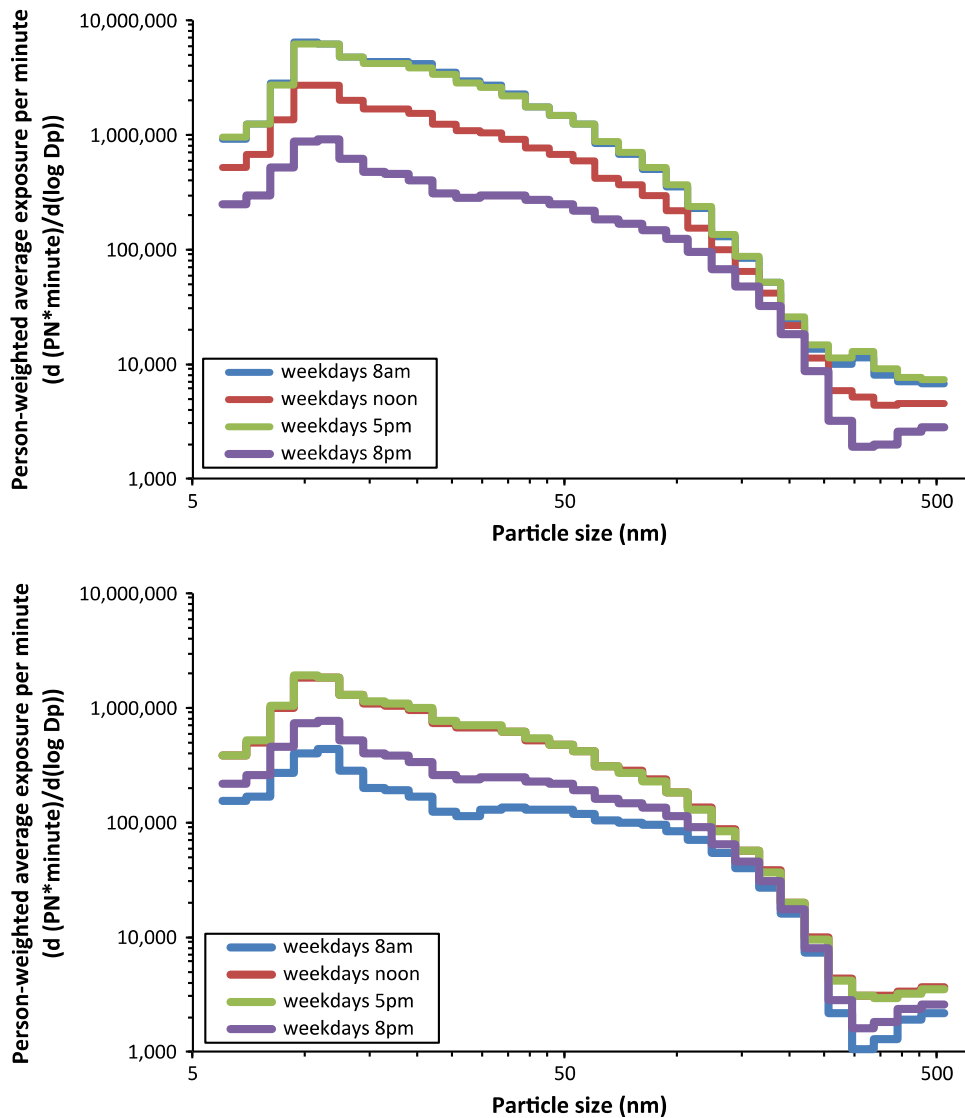 Person-weighted average exposure per minute
(d (PN*minute)/d(log Dp))
10,000,000
1,000,000
100,000
10,000
1,000
weekdays 8am
weekdays noon
weekdays 5pm
weekdays 8pm
5
50
500
Particle size (nm)
Person-weighted average exposure per minute
(d (PN*minute)/d(log Dp))
10,000,000
1,000,000
100,000
10,000
1,000
weekdays 8am
weekdays noon
weekdays 5pm
weekdays 8pm
5
50
500
Particle size (nm)